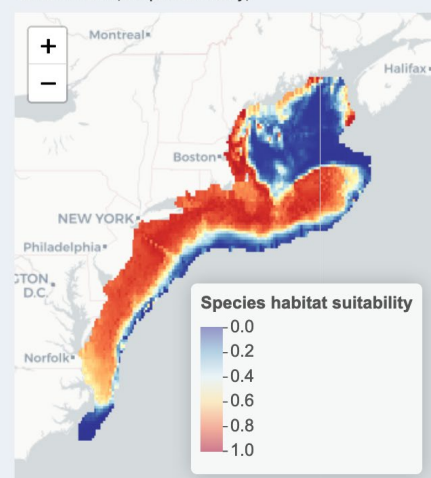 +
Montreal
−
Halifax
Boston
NEW YORK
Philadelphia
TON
D.C.
Norfolk
Species habitat suitability
0.0
0.2
0.4
0.6
0.8
1.0